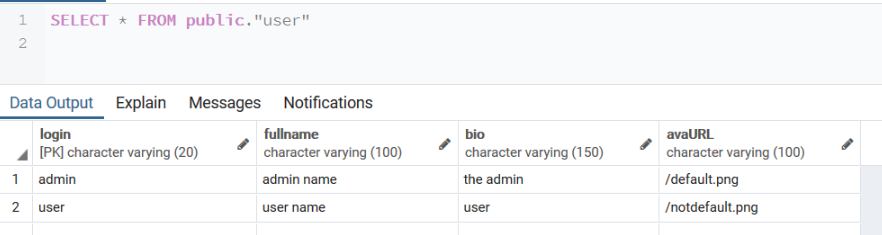 1 SELECT * FROM public."user"
2
Data Output Explain Messages Notifications
login fullname bio avaURL
[PK] character varying (20) character varying (100) character varying (150) character varying (100)
1 admin admin name the admin /default.png
2 user user name user /notdefault.png